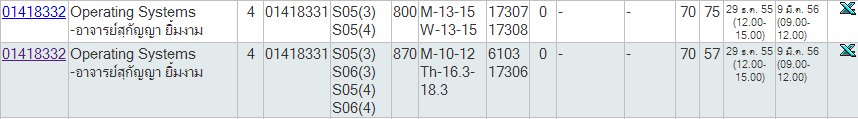 01418332 Operating Systems 4 01418331 S05(3) 800 M-13-15 17307 0 - - 70 75 29 ธ.ค. 55 9 มี.ค. 56
-อาจารย์สุกัญญา ยิ้มงาม S05(4) W-13-15 17308 (12.00- (09.00-
15.00) 12.00)
01418332 Operating Systems 4 01418331 S05(3) 870 M-10-12 6103 0 - - 70 57 29 ธ.ค. 55 9 มี.ค. 56
-อาจารย์สุกัญญา ยิ้มงาม S06(3) Th-16.3- 17306 (12.00- (09.00-
S05(4) 18.3 15.00) 12.00)
S06(4)